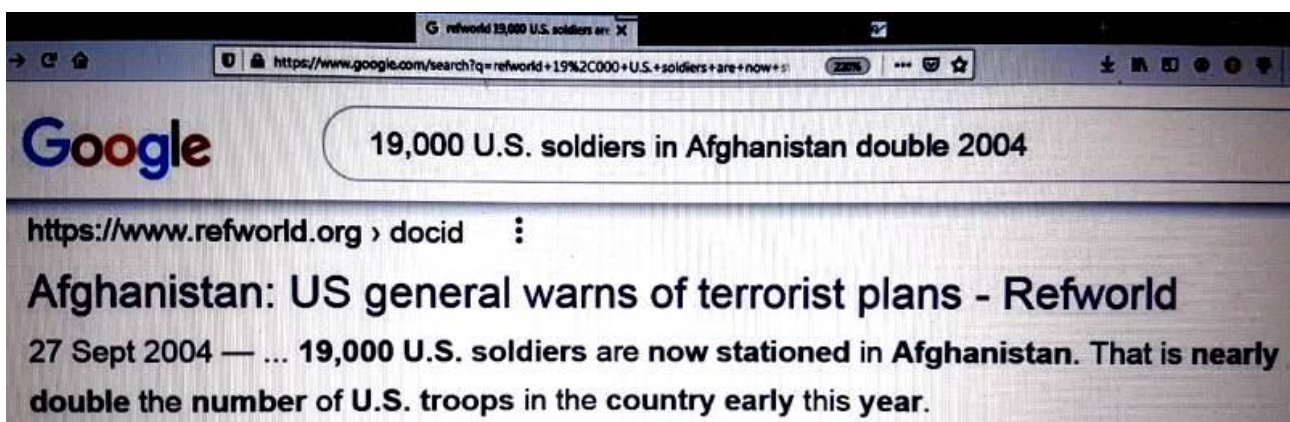 G refworld 19,000 U.S. soldiers are
https://www.google.com/search?q=refworld+19%2C000+U.S.+soldiers+are+now+s
220%
Google
19,000 U.S. soldiers in Afghanistan double 2004
https://www.refworld.org › docid
Afghanistan: US general warns of terrorist plans - Refworld
27 Sept 2004 — ... 19,000 U.S. soldiers are now stationed in Afghanistan. That is nearly
double the number of U.S. troops in the country early this year.